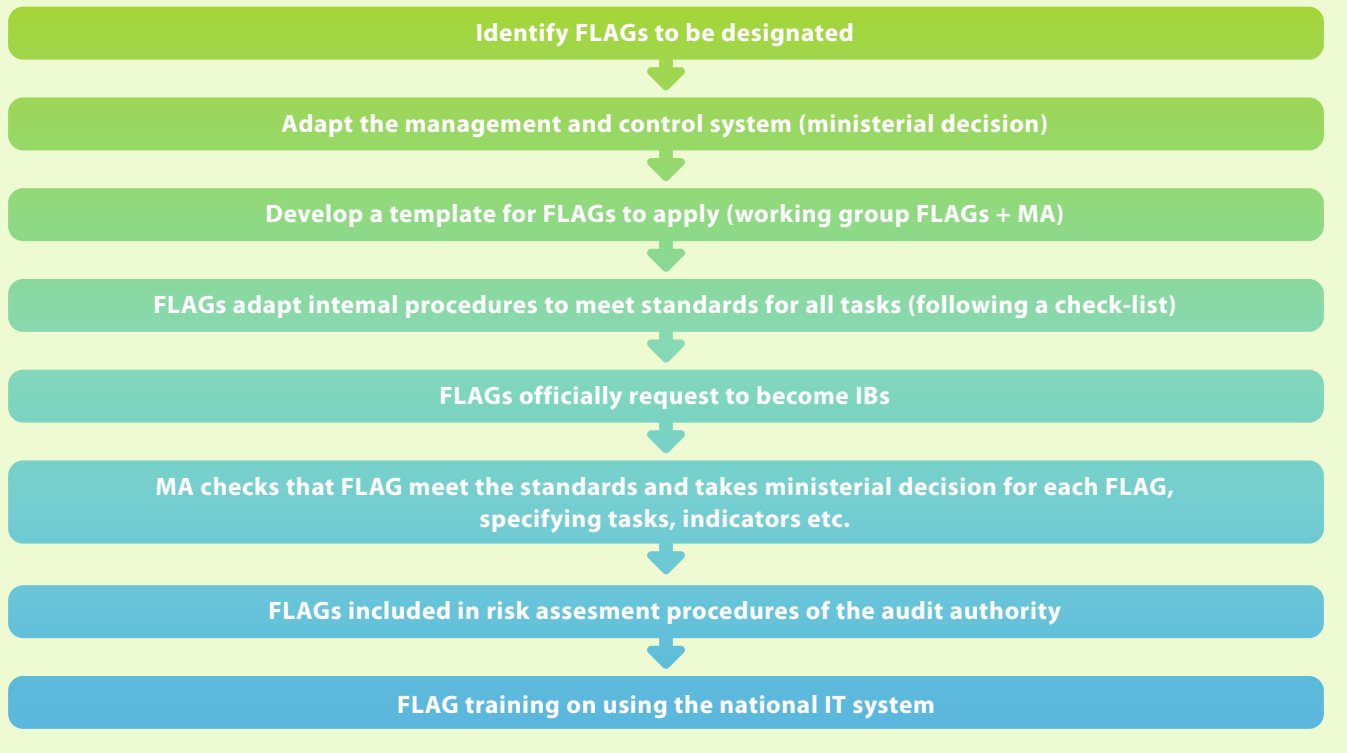 Identify FLAGs to be designated
Adapt the management and control system (ministerial decision)
Develop a template for FLAGs to apply (working group FLAGs + MA)
FLAGs adapt intemal procedures to meet standards for all tasks (following a check-list)
FLAGs officially request to become IBs
MA checks that FLAG meet the standards and takes ministerial decision for each FLAG,
specifying tasks, indicators etc.
FLAGs included in risk assesment procedures of the audit authority
FLAG training on using the national IT system